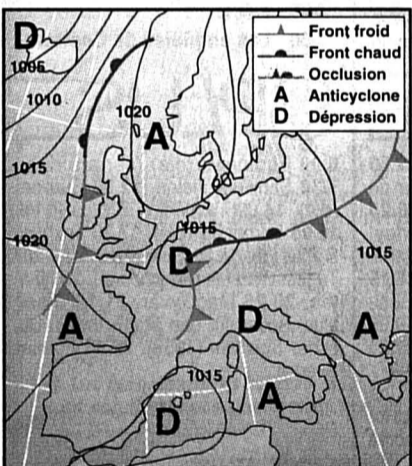 D
1005
1010
1015
1020
1020
A
Front froid
Front chaud
Occlusion
A Anticyclone
D Dépression
1015
D
1015
A
D
A
1015
D
A